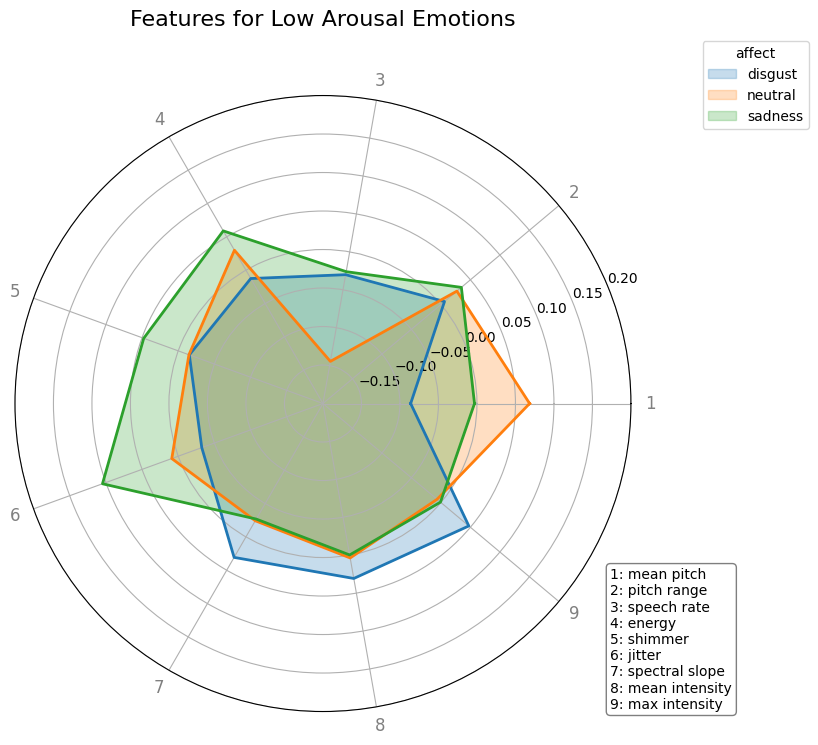 Features for Low Arousal Emotions
affect
disgust
neutral
sadness
3
4
2
5
0.20
0.15
0.10
0.05
0.00
−0.05
−0.10
−0.15
1
6
9
7
8
1: mean pitch
2: pitch range
3: speech rate
4: energy
5: shimmer
6: jitter
7: spectral slope
8: mean intensity
9: max intensity